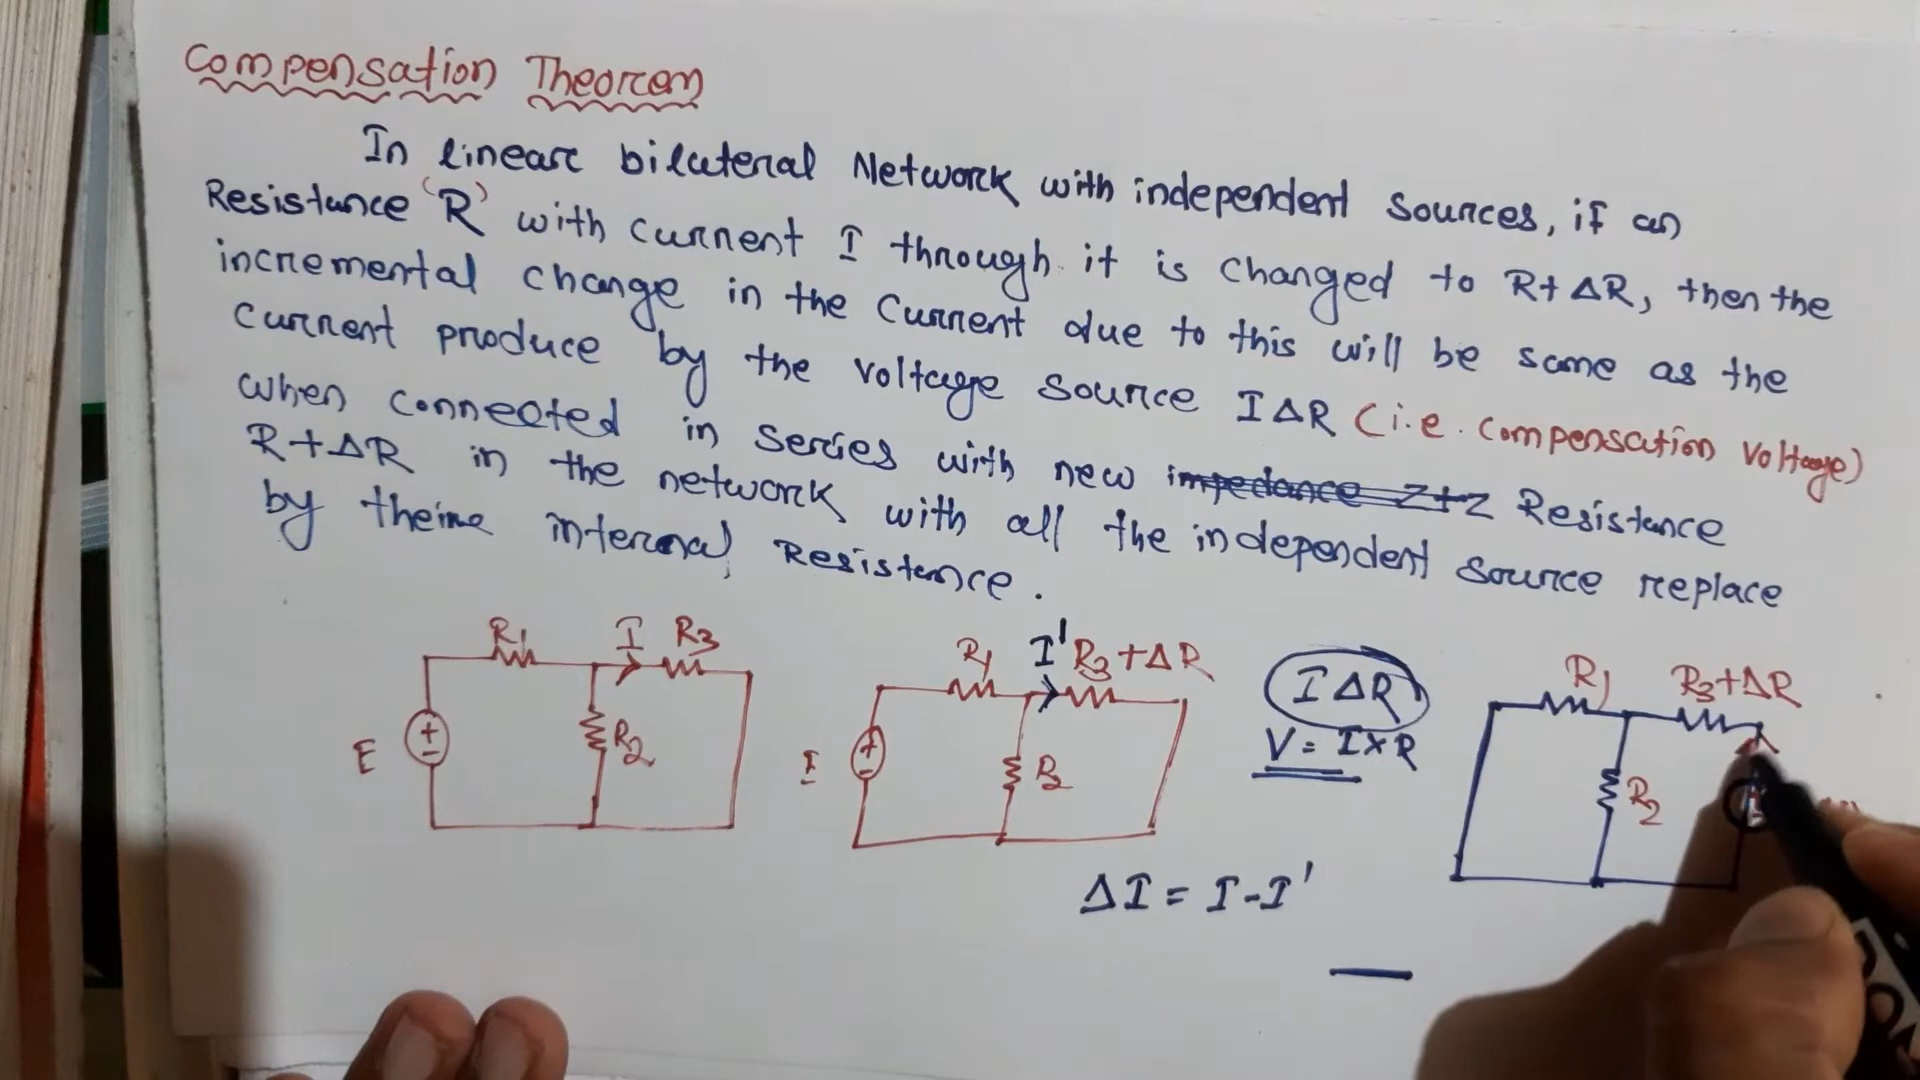 Compensation Theorem
In linear bilateral Network with independent sources, if an
Resistance 'R' with current I through it is changed to R+ΔR, then the
incremental change in the current due to this will be same as the
current produce by the voltage source IΔR (i.e. compensation voltage)
when connected in series with new impedance Z+Z Resistance
R+ΔR in the network with all the independent source replace
by theire internal Resistance.
R1 I R3
E R2
R1 I' R3+ΔR
R2
IΔR
V = I×R
R1 R3+ΔR
R2
ΔI = I-I'